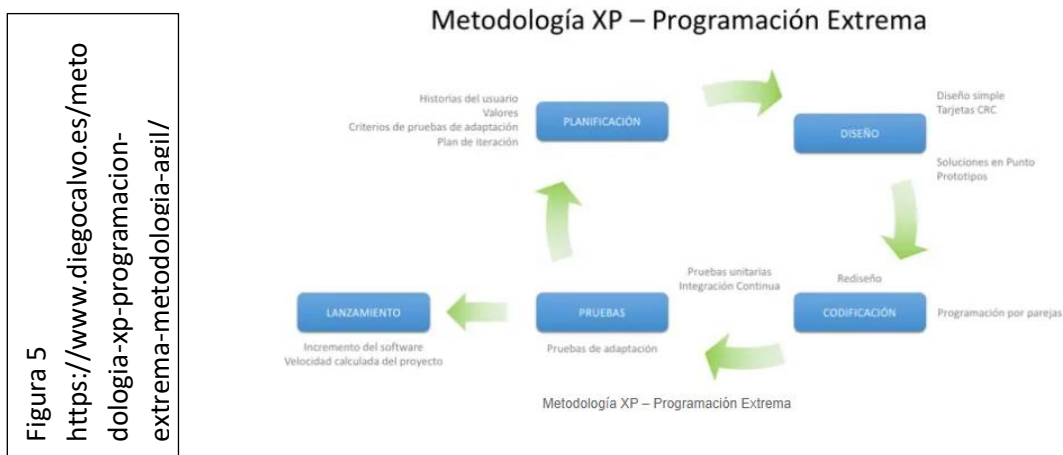 Figura 5
https://www.diegocalvo.es/meto
dologia-xp-programacion-
extrema-metodologia-agil/
Metodología XP – Programación Extrema
Historias del usuario
Valores
Criterios de pruebas de adaptación
Plan de iteración
PLANIFICACIÓN
Diseño simple
Tarjetas CRC
DISEÑO
Soluciones en Punto
Prototipos
Rediseño
CODIFICACIÓN
Programación por parejas
Pruebas unitarias
Integración Continua
PRUEBAS
Pruebas de adaptación
LANZAMIENTO
Incremento del software
Velocidad calculada del proyecto
Metodología XP – Programación Extrema